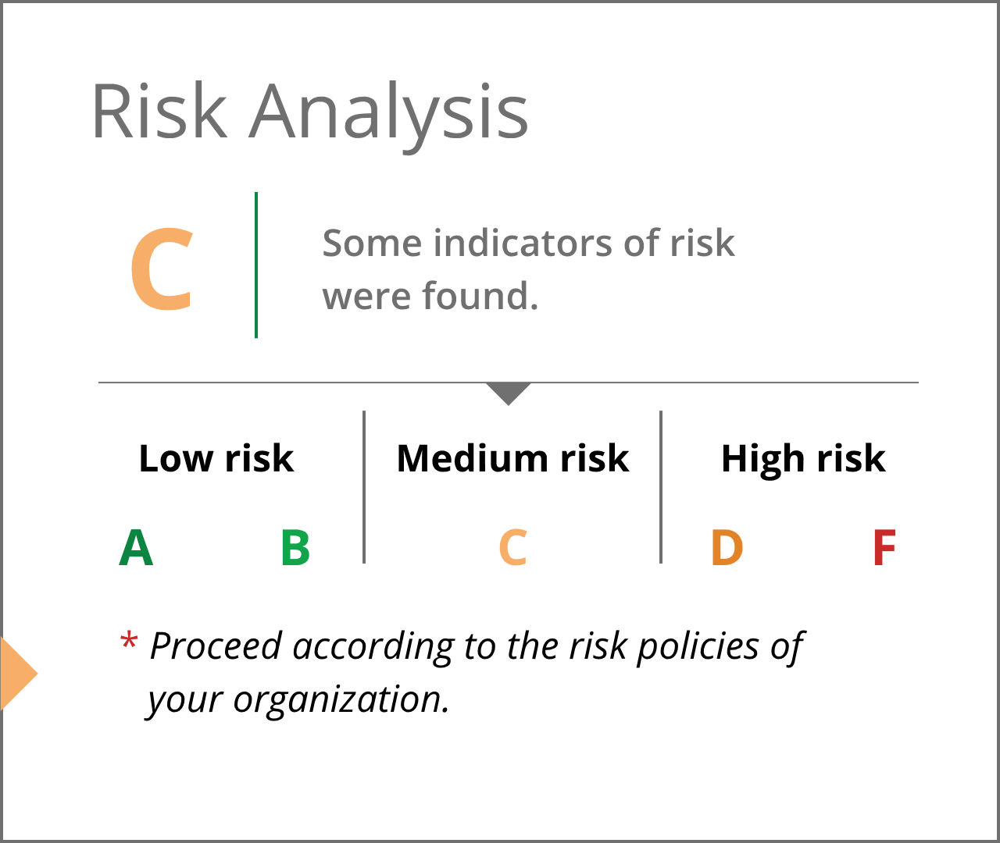 Risk Analysis
C
Some indicators of risk
were found.
Low risk
Medium risk
High risk
A
B
C
D
F
* Proceed according to the risk policies of
your organization.